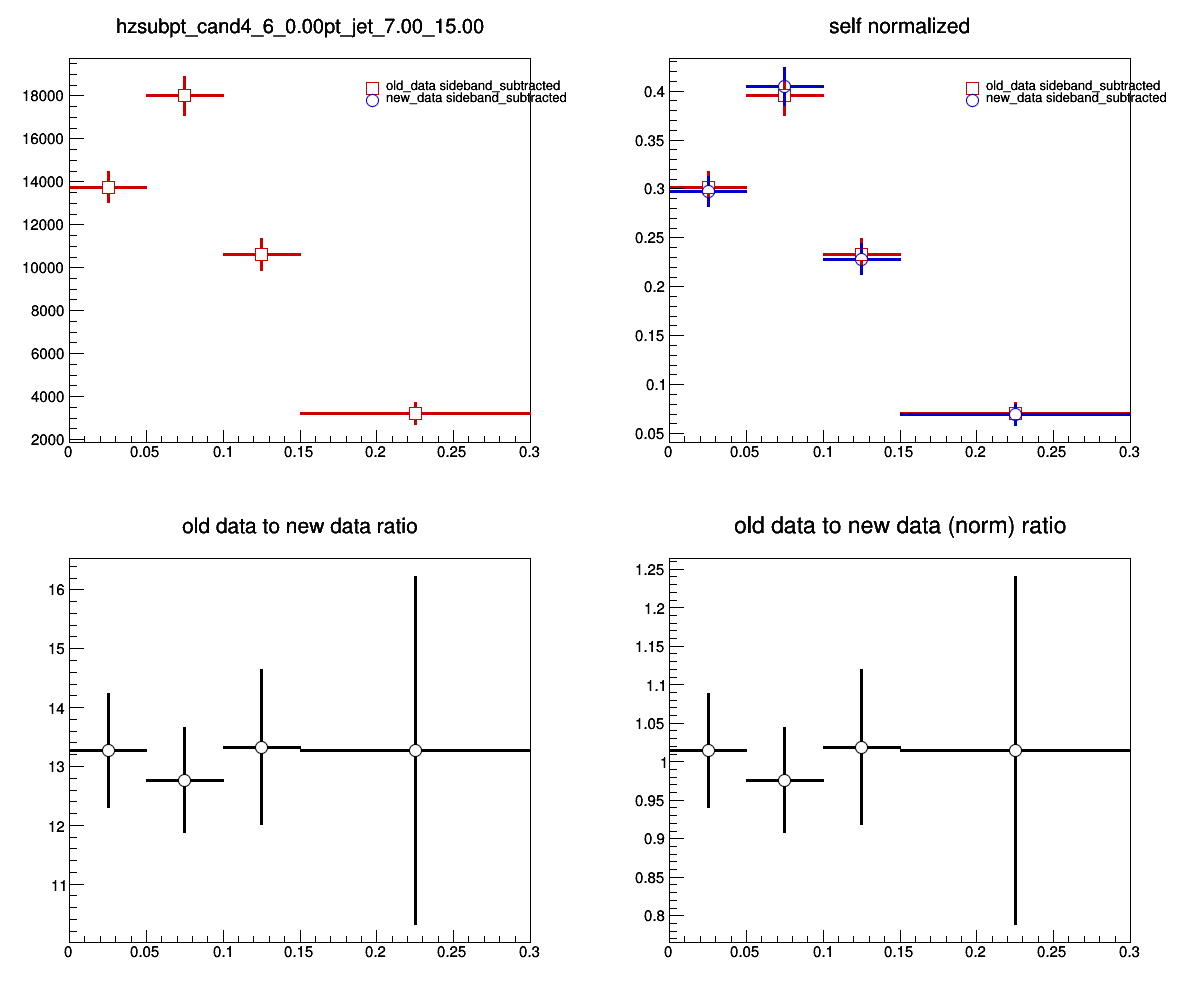 hzsubpt_cand4_6_0.00pt_jet_7.00_15.00
old_data sideband_subtracted
new_data sideband_subtracted
18000
16000
14000
12000
10000
8000
6000
4000
2000
0 0.05 0.1 0.15 0.2 0.25 0.3
self normalized
old_data sideband_subtracted
new_data sideband_subtracted
0.4
0.35
0.3
0.25
0.2
0.15
0.1
0.05
0 0.05 0.1 0.15 0.2 0.25 0.3
old data to new data ratio
16
15
14
13
12
11
0 0.05 0.1 0.15 0.2 0.25 0.3
old data to new data (norm) ratio
1.25
1.2
1.15
1.1
1.05
1
0.95
0.9
0.85
0.8
0 0.05 0.1 0.15 0.2 0.25 0.3